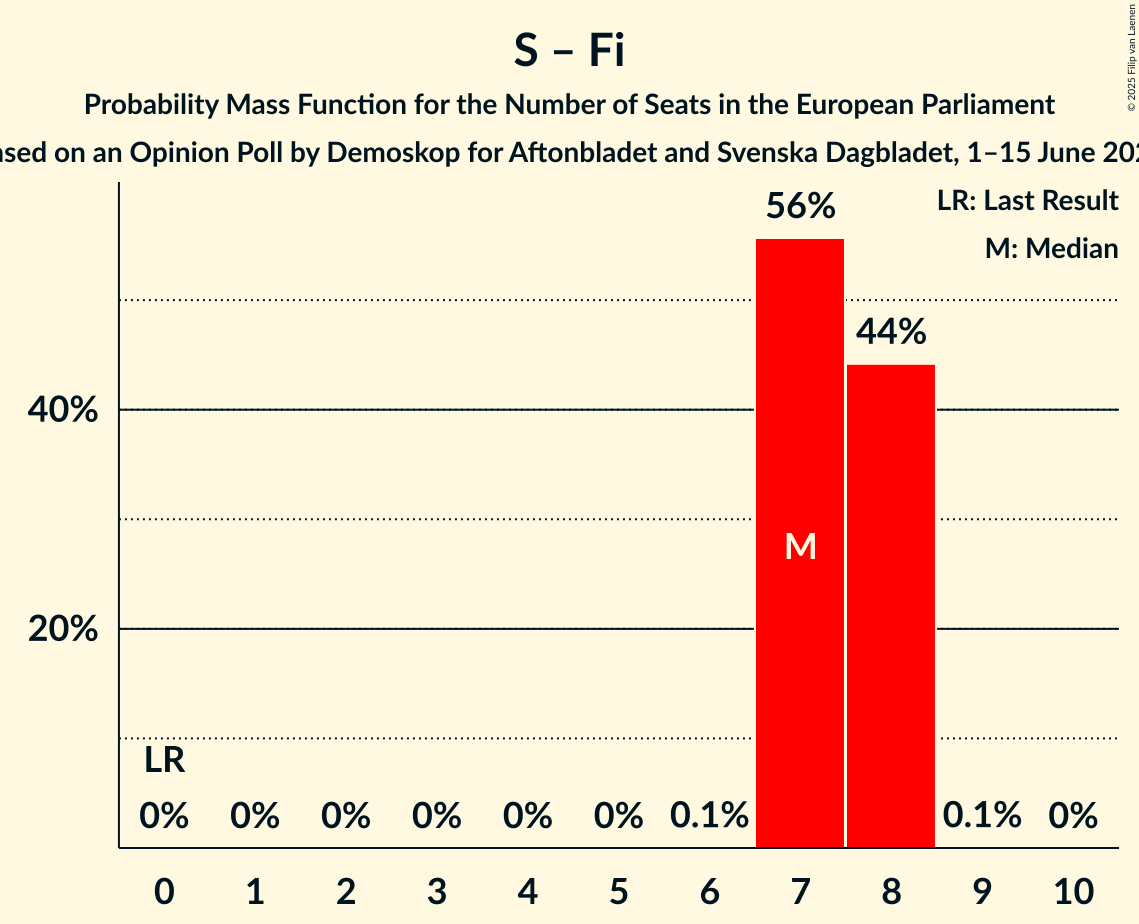 S – Fi
Probability Mass Function for the Number of Seats in the European Parliament
on an Opinion Poll by Demoskop for Aftonbladet and Svenska Dagbladet, 1–15 June
© 2025 Filip van Laenen
LR: Last Result
M: Median
56%
44%
40%
20%
M
LR
0% 0% 0% 0% 0% 0% 0.1% 0.1% 0%
0 1 2 3 4 5 6 7 8 9 10